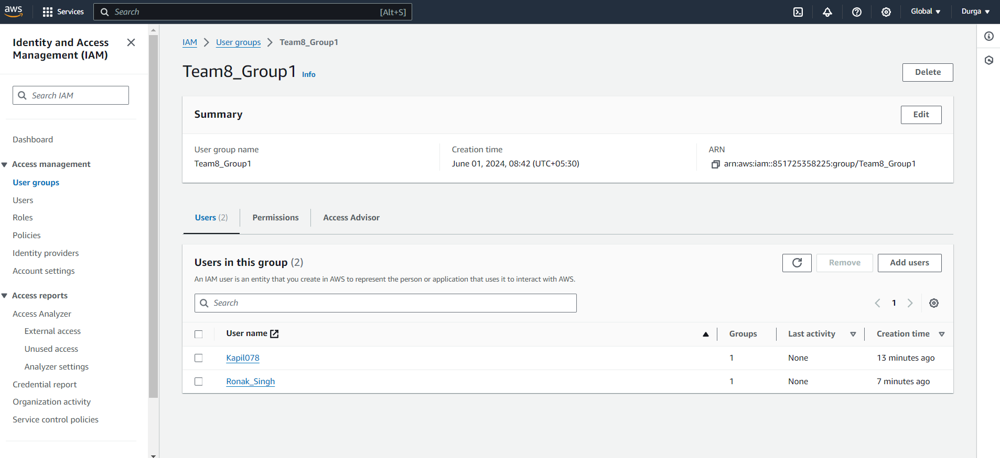 aws
Services
Search
[Alt+S]
Global
Durga
Identity and Access
Management (IAM)
Search IAM
Dashboard
Access management
User groups
Users
Roles
Policies
Identity providers
Account settings
Access reports
Access Analyzer
External access
Unused access
Analyzer settings
Credential report
Organization activity
Service control policies
IAM
User groups
Team8_Group1
Team8_Group1 Info
Delete
Summary
Edit
User group name
Team8_Group1
Creation time
June 01, 2024, 08:42 (UTC+05:30)
ARN
arn:aws:iam::851725358225:group/Team8_Group1
Users (2)
Permissions
Access Advisor
Users in this group (2)
Remove
Add users
An IAM user is an entity that you create in AWS to represent the person or application that uses it to interact with AWS.
Search
1
User name Groups Last activity Creation time
Kapil078 1 None 13 minutes ago
Ronak_Singh 1 None 7 minutes ago